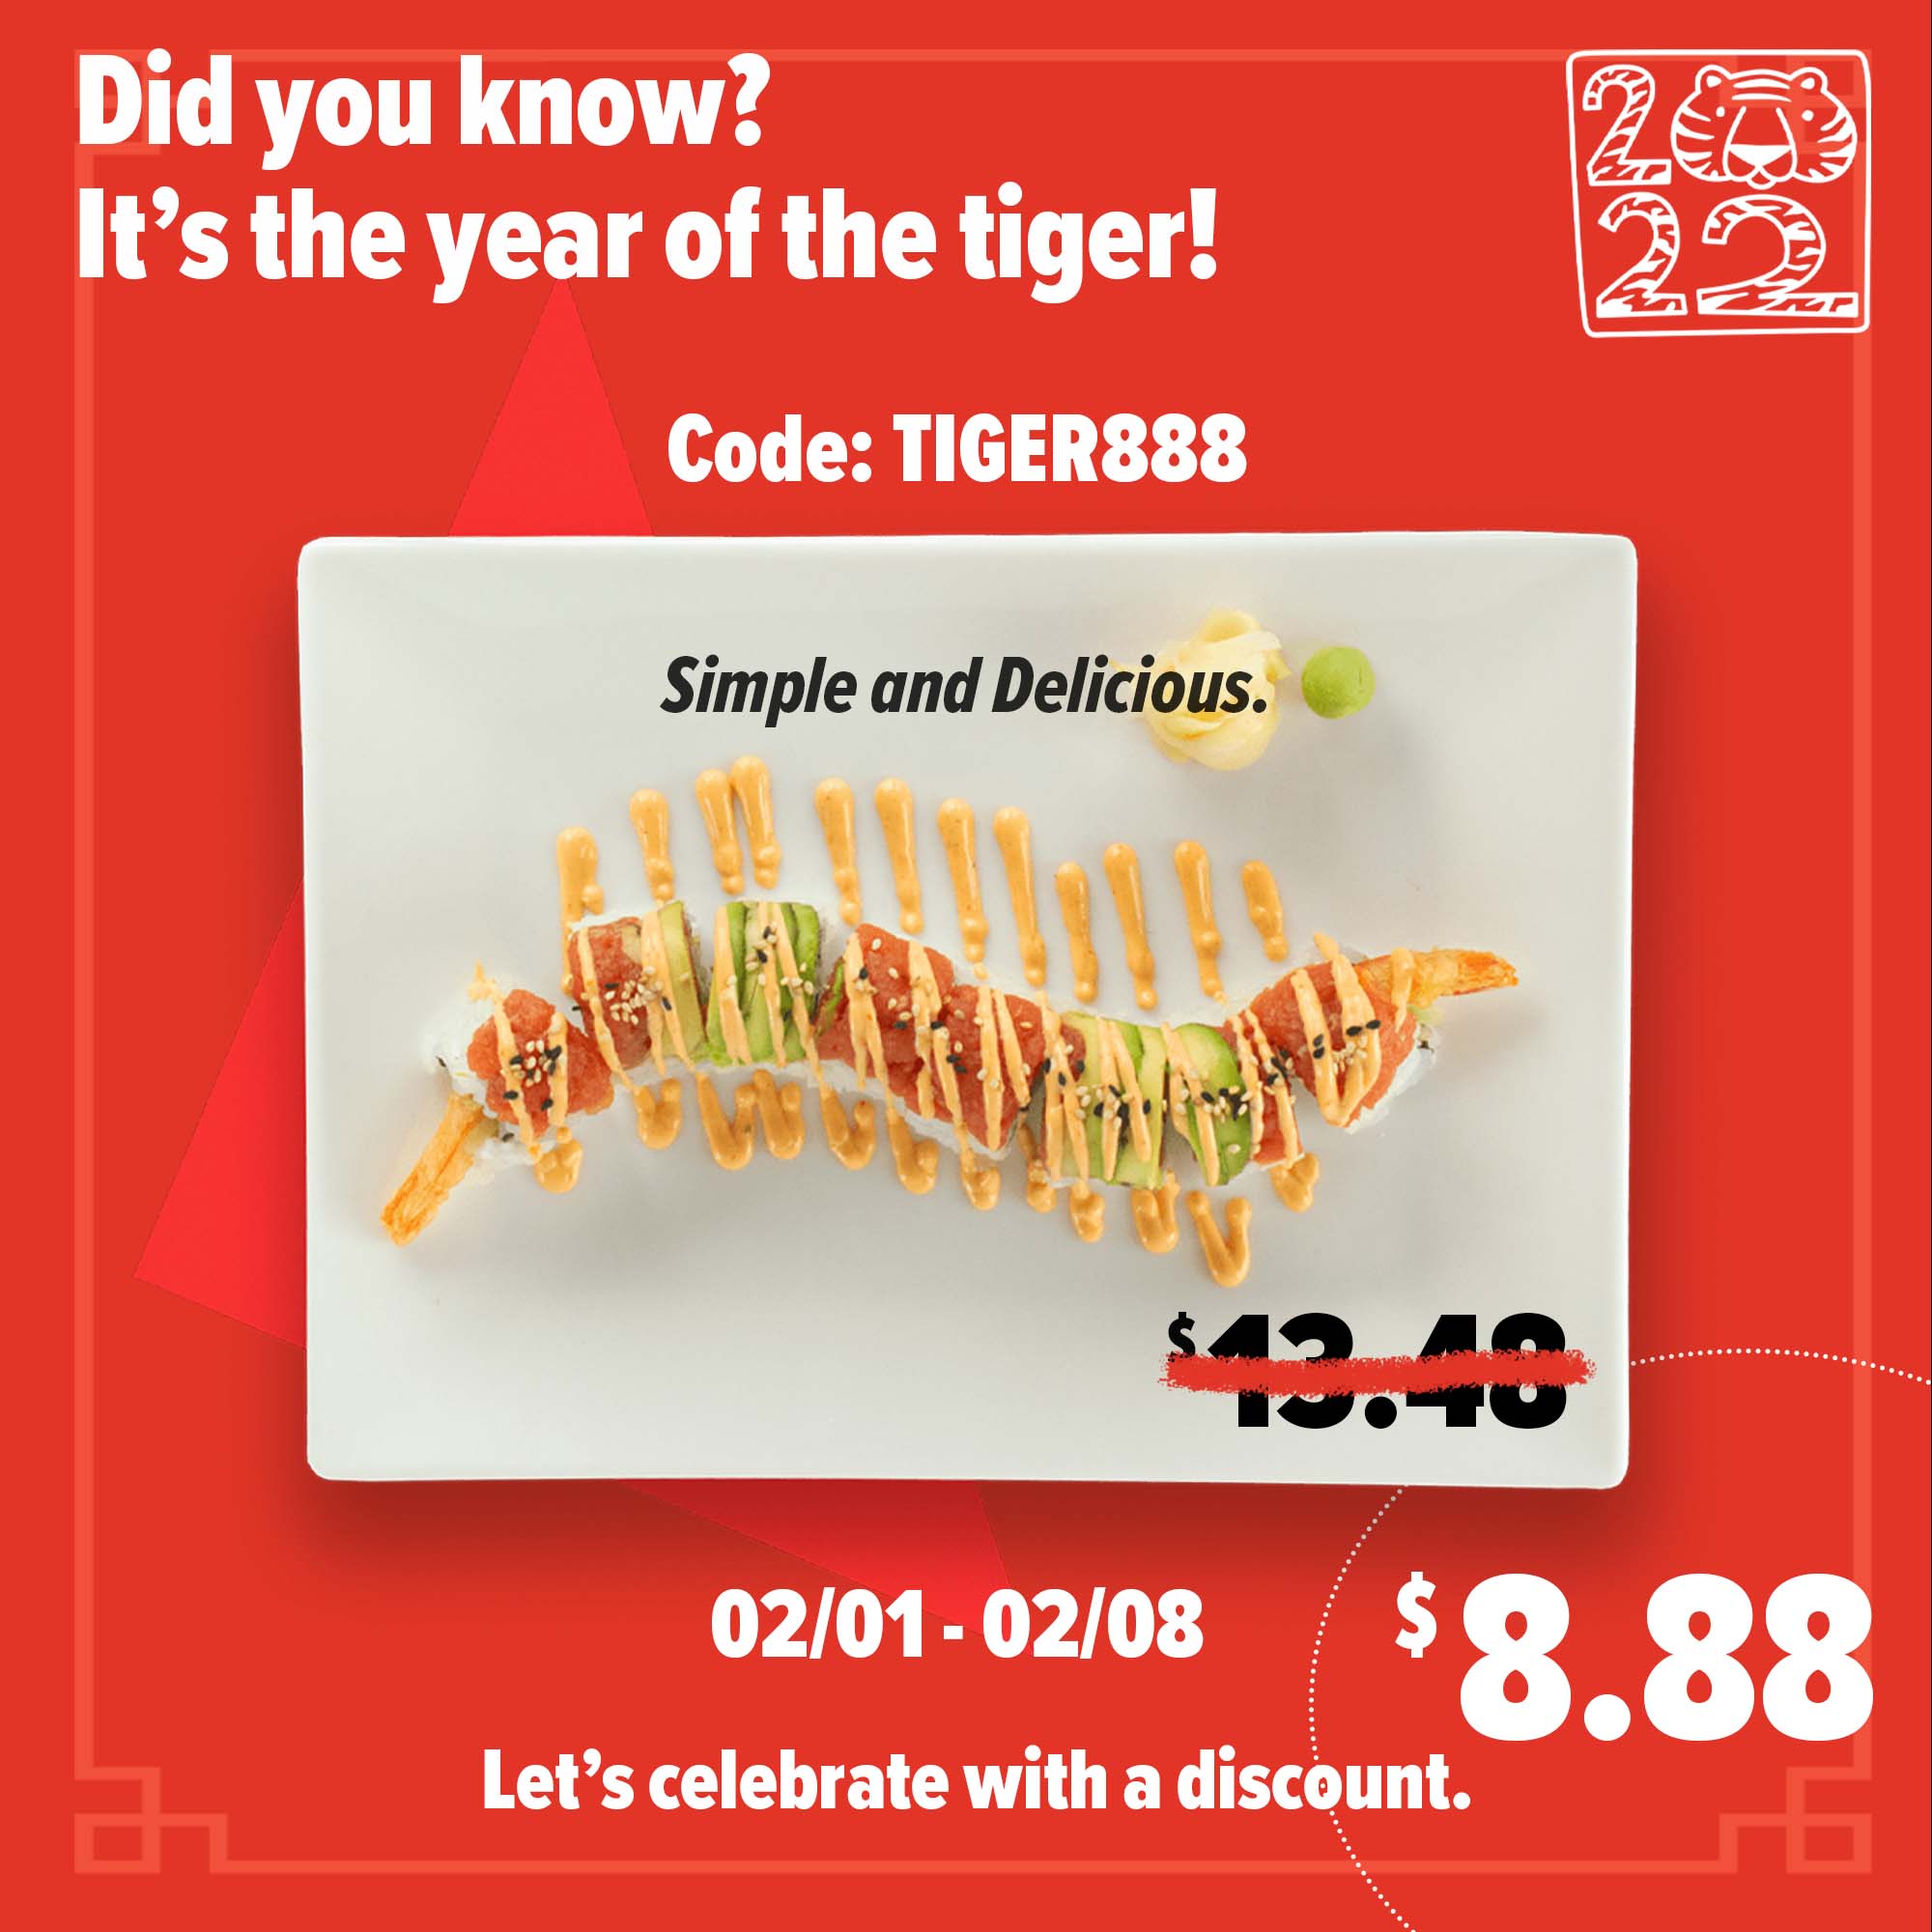 Did you know?
It's the year of the tiger!
2022
Code: TIGER888
Simple and Delicious.
$13.48
02/01 - 02/08
$8.88
Let's celebrate with a discount.